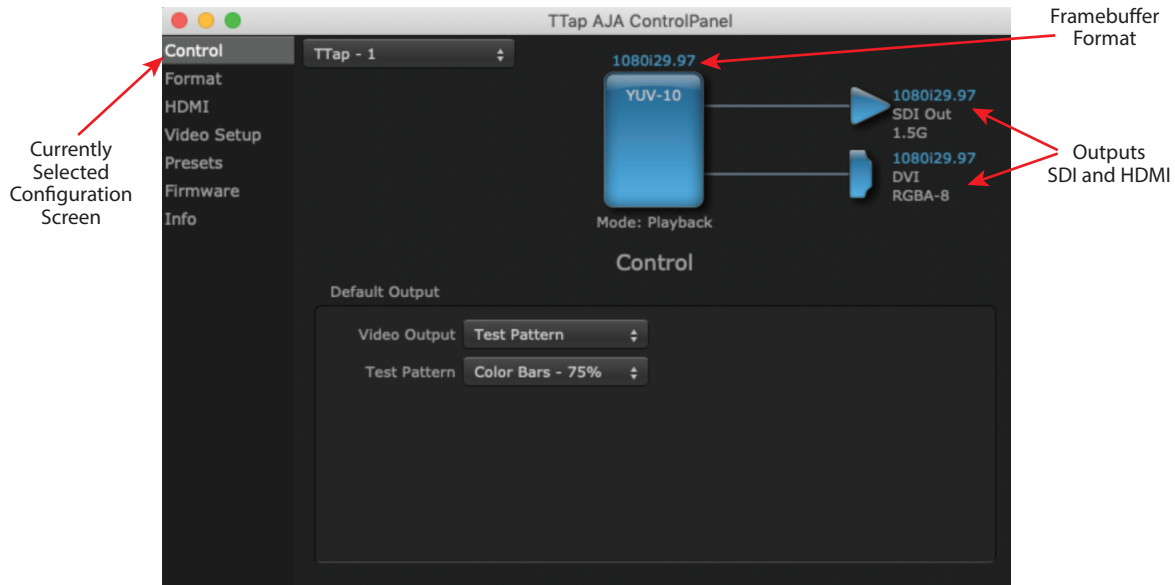 TTap AJA ControlPanel
Framebuffer
Format
Control
Format
HDMI
Video Setup
Presets
Firmware
Info
Currently
Selected
Configuration
Screen
TTap - 1
1080i29.97
YUV-10
Mode: Playback
1080i29.97
SDI Out
1.5G
1080i29.97
DVI
RGBA-8
Outputs
SDI and HDMI
Control
Default Output
Video Output Test Pattern
Test Pattern Color Bars - 75%